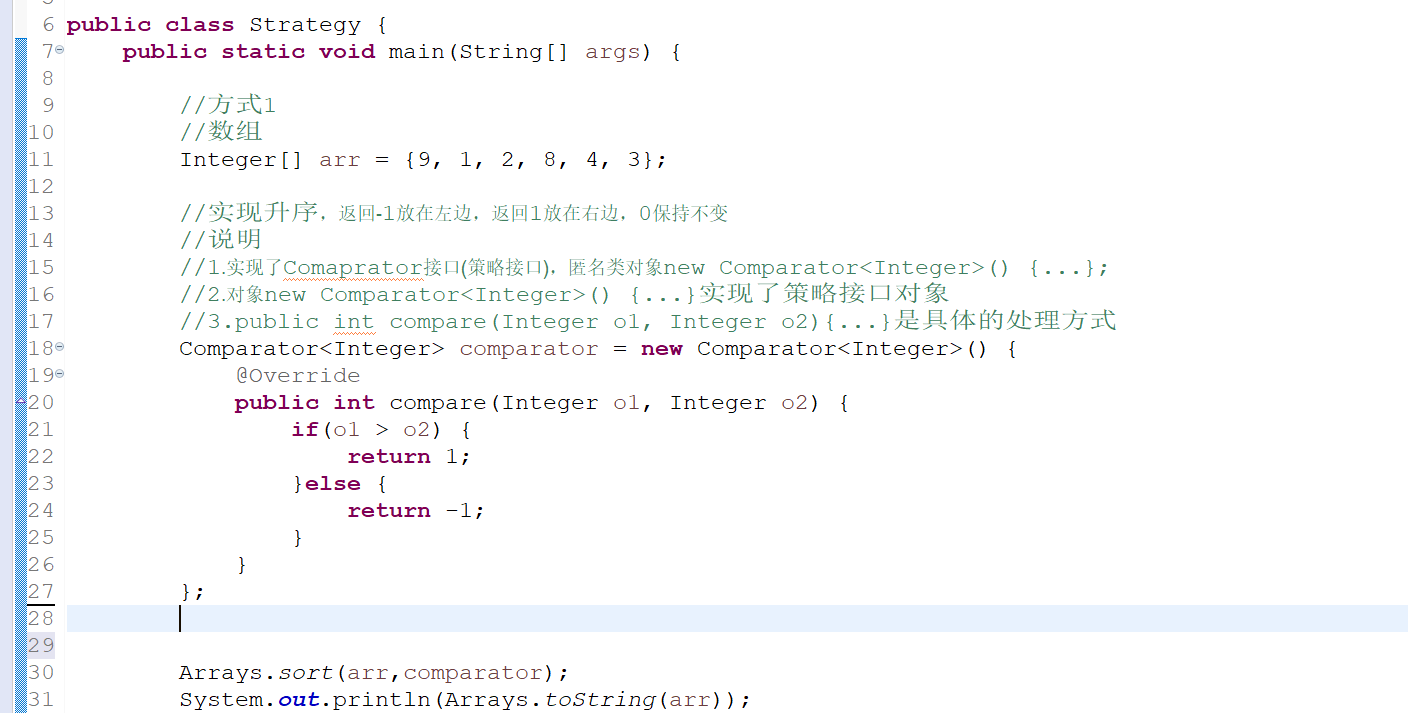 6 public class Strategy {
7 public static void main(String[] args) {
8
9 //方式1
10 //数组
11 Integer[] arr = {9, 1, 2, 8, 4, 3};
12
13 //实现升序，返回-1放在左边，返回1放在右边，0保持不变
14 //说明
15 //1.实现了Comaprator接口(策略接口)，匿名类对象new Comparator<Integer>() {...};
16 //2.对象new Comparator<Integer>() {...}实现了策略接口对象
17 //3.public int compare(Integer o1, Integer o2){...}是具体的处理方式
18 Comparator<Integer> comparator = new Comparator<Integer>() {
19 @Override
20 public int compare(Integer o1, Integer o2) {
21 if(o1 > o2) {
22 return 1;
23 }else {
24 return -1;
25 }
26 }
27 };
28
29
30 Arrays.sort(arr,comparator);
31 System.out.println(Arrays.toString(arr));